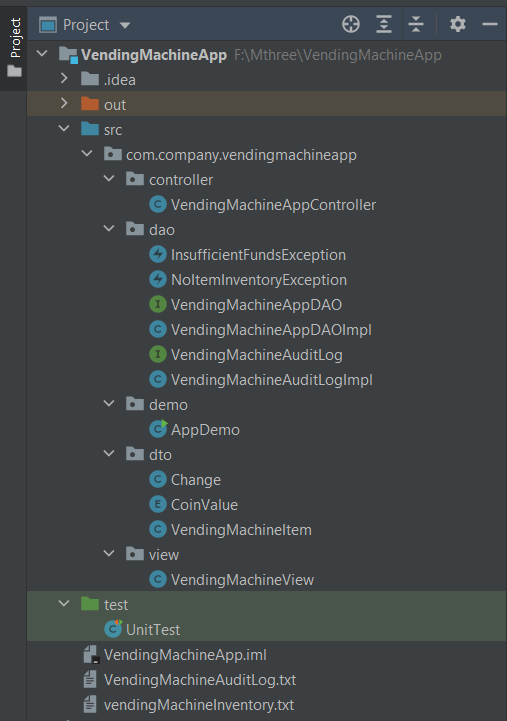 Project
Project
VendingMachineApp F:\Mthree\VendingMachineApp
.idea
out
src
com.company.vendingmachineapp
controller
C VendingMachineAppController
dao
InsufficientFundsException
NoItemInventoryException
I VendingMachineAppDAO
C VendingMachineAppDAOImpl
I VendingMachineAuditLog
C VendingMachineAuditLogImpl
demo
C AppDemo
dto
C Change
E CoinValue
C VendingMachineItem
view
C VendingMachineView
test
C UnitTest
VendingMachineApp.iml
VendingMachineAuditLog.txt
vendingMachineInventory.txt